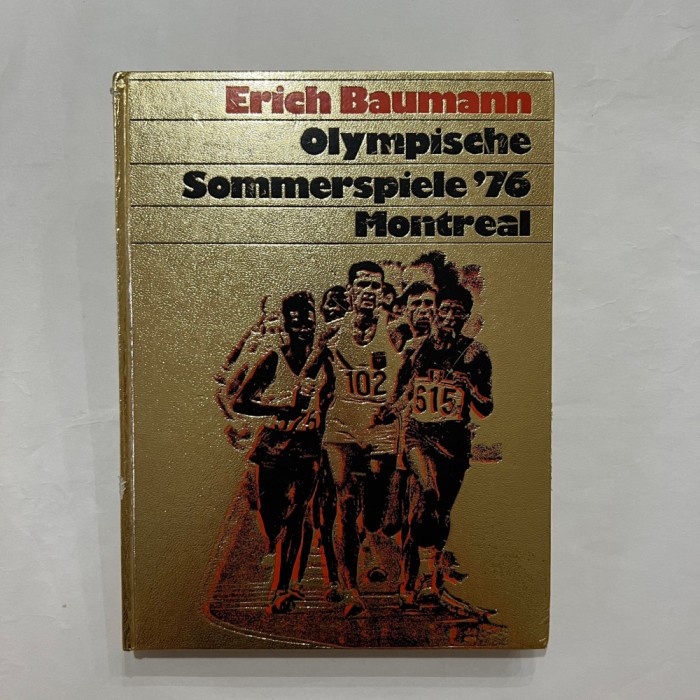 Erich Baumann
Olympische
Sommerspiele '76
Montreal
102
615